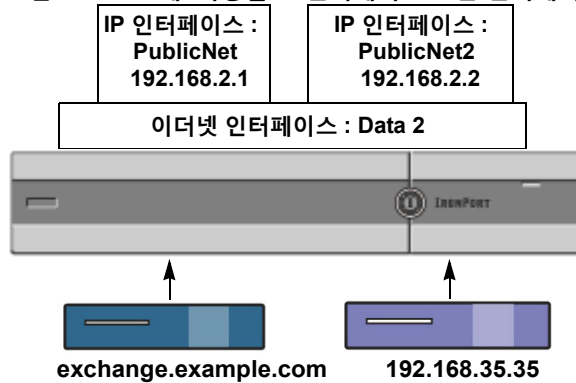 IP 인터페이스 :
PublicNet
192.168.2.1
IP 인터페이스 :
PublicNet2
192.168.2.2
이더넷 인터페이스 : Data 2
IRONPORT
exchange.example.com
192.168.35.35